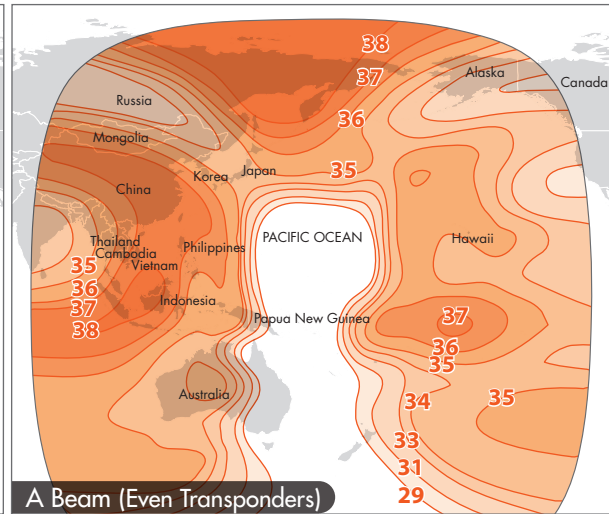 38
Alaska
37
Canada
Russia
36
Mongolia
35
Japan
Korea
China
PACIFIC OCEAN
Hawaii
Thailand
Philippines
Cambodia
35
Vietnam
36
Indonesia
37
37
Papua New Guinea
38
36
35
Australia
34
35
33
31
29
A Beam (Even Transponders)